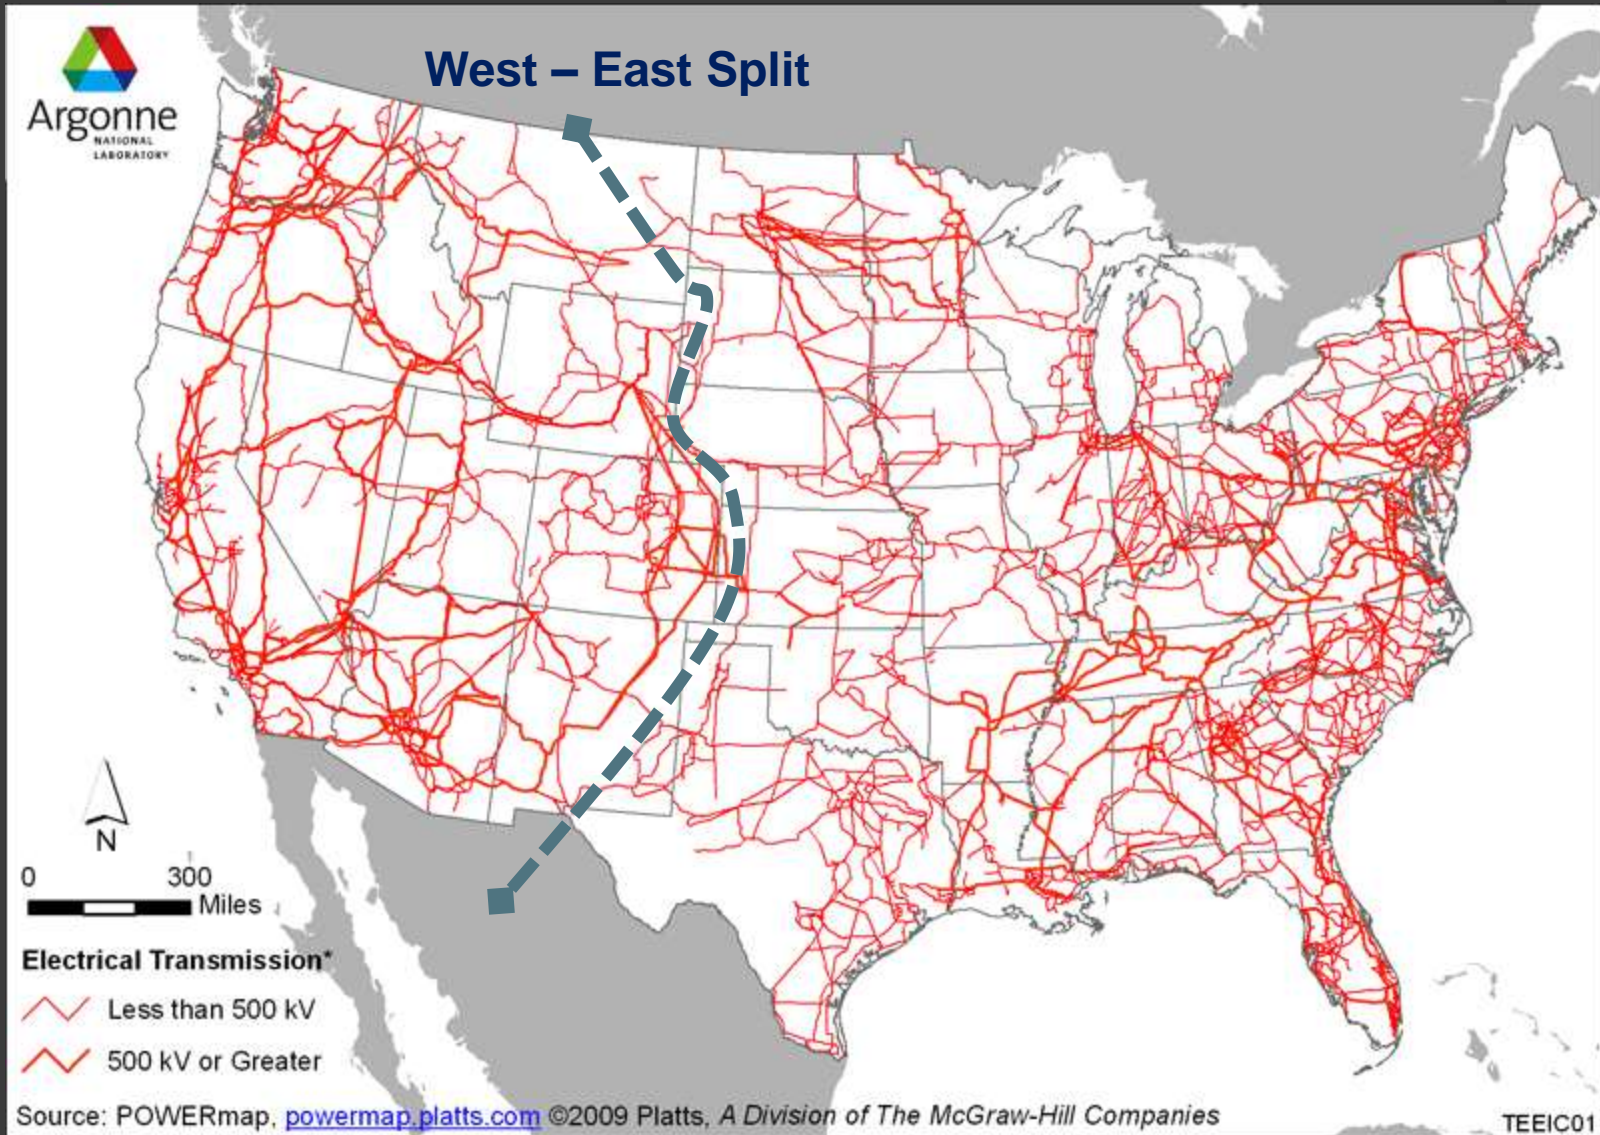 West – East Split
Argonne
NATIONAL
LABORATORY
N
0 300
Miles
Electrical Transmission*
Less than 500 kV
500 kV or Greater
Source: POWERmap, powermap.platts.com ©2009 Platts, A Division of The McGraw-Hill Companies
TEEIC01